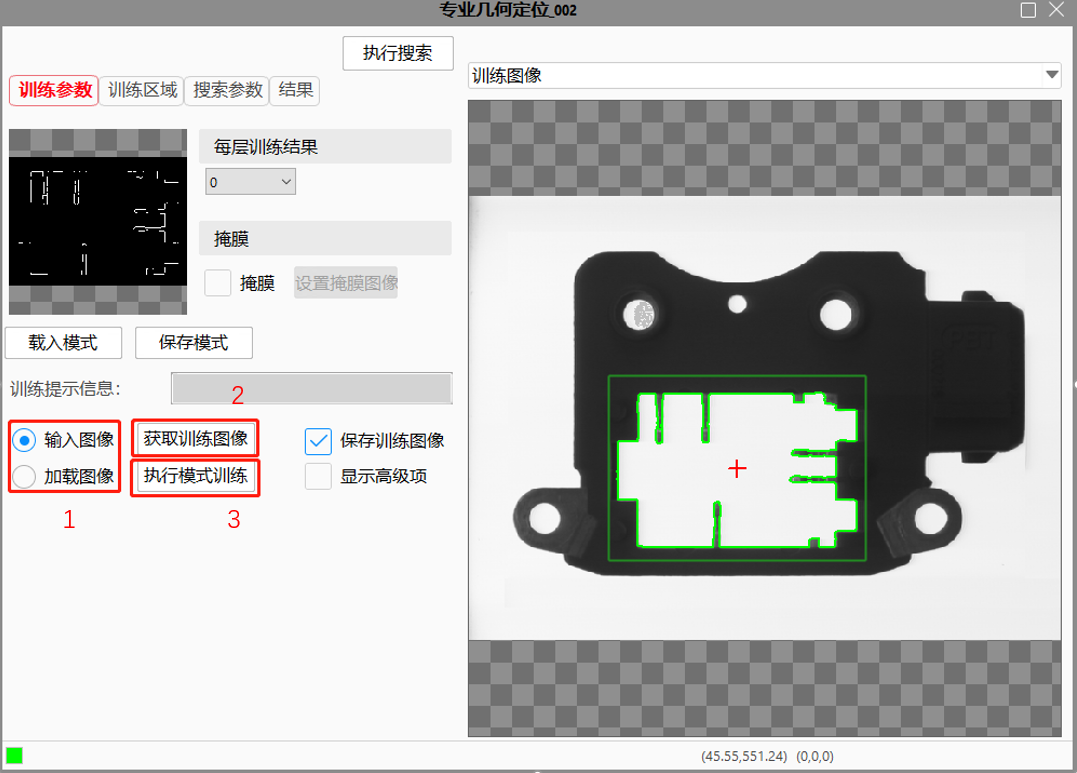 专业几何定位_002
执行搜索
训练参数 训练区域 搜索参数 结果
训练图像
每层训练结果
0
掩膜
掩膜 设置掩膜图像
载入模式 保存模式
训练提示信息:
2
输入图像 获取训练图像 保存训练图像
加载图像 执行模式训练 显示高级项
1 3
(45.55,551.24) (0,0,0)